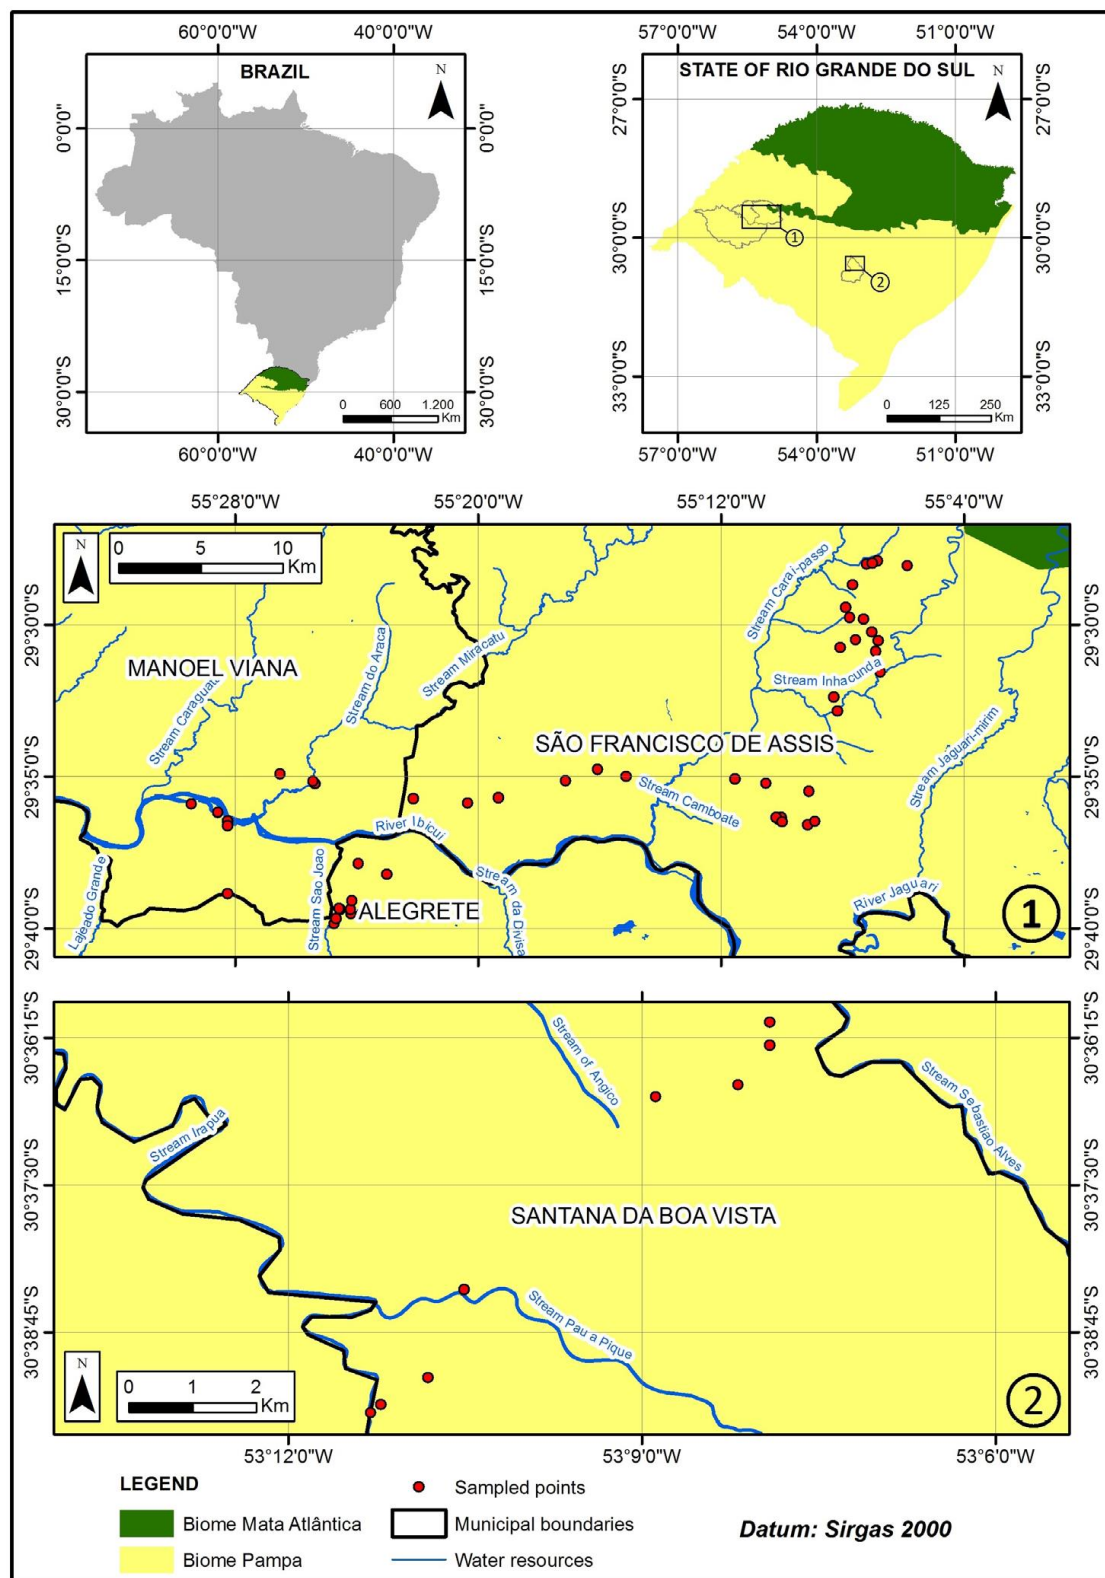 60°0'0"W 40°0'0"W
BRAZIL
N
0°0'0"
15°0'0"S
30°0'0"S
0°0'0"
15°0'0"S
30°0'0"S
0 600 1.200
Km
60°0'0"W 40°0'0"W
57°0'0"W 54°0'0"W 51°0'0"W
STATE OF RIO GRANDE DO SUL
N
27°0'0"S
30°0'0"S
33°0'0"S
27°0'0"S
30°0'0"S
33°0'0"S
1
2
0 125 250
Km
57°0'0"W 54°0'0"W 51°0'0"W
55°28'0"W 55°20'0"W 55°12'0"W 55°4'0"W
N
0 5 10
Km
29°30'0"S
29°35'0"S
29°40'0"S
29°30'0"S
29°35'0"S
29°40'0"S
MANOEL VIANA
Stream Caraguat
Stream do Araca
Stream Miracatu
Stream Carai-passo
Stream Inhacunda
SÃO FRANCISCO DE ASSIS
Stream Jaguari-mirim
Stream Camboate
River Ibicui
Lajeado Grande
Stream Sao Joao
ALEGRETE
Stream da Divisa
River Jaguari
1
30°36'15"S
30°37'30"S
30°38'45"S
30°36'15"S
30°37'30"S
30°38'45"S
Stream of Angico
Stream Sebastiao Alves
Stream Irapua
SANTANA DA BOA VISTA
Stream Pau a Pique
N
0 1 2
Km
2
53°12'0"W 53°9'0"W 53°6'0"W
LEGEND
Sampled points
Biome Mata Atlântica
Municipal boundaries
Datum: Sirgas 2000
Biome Pampa
Water resources